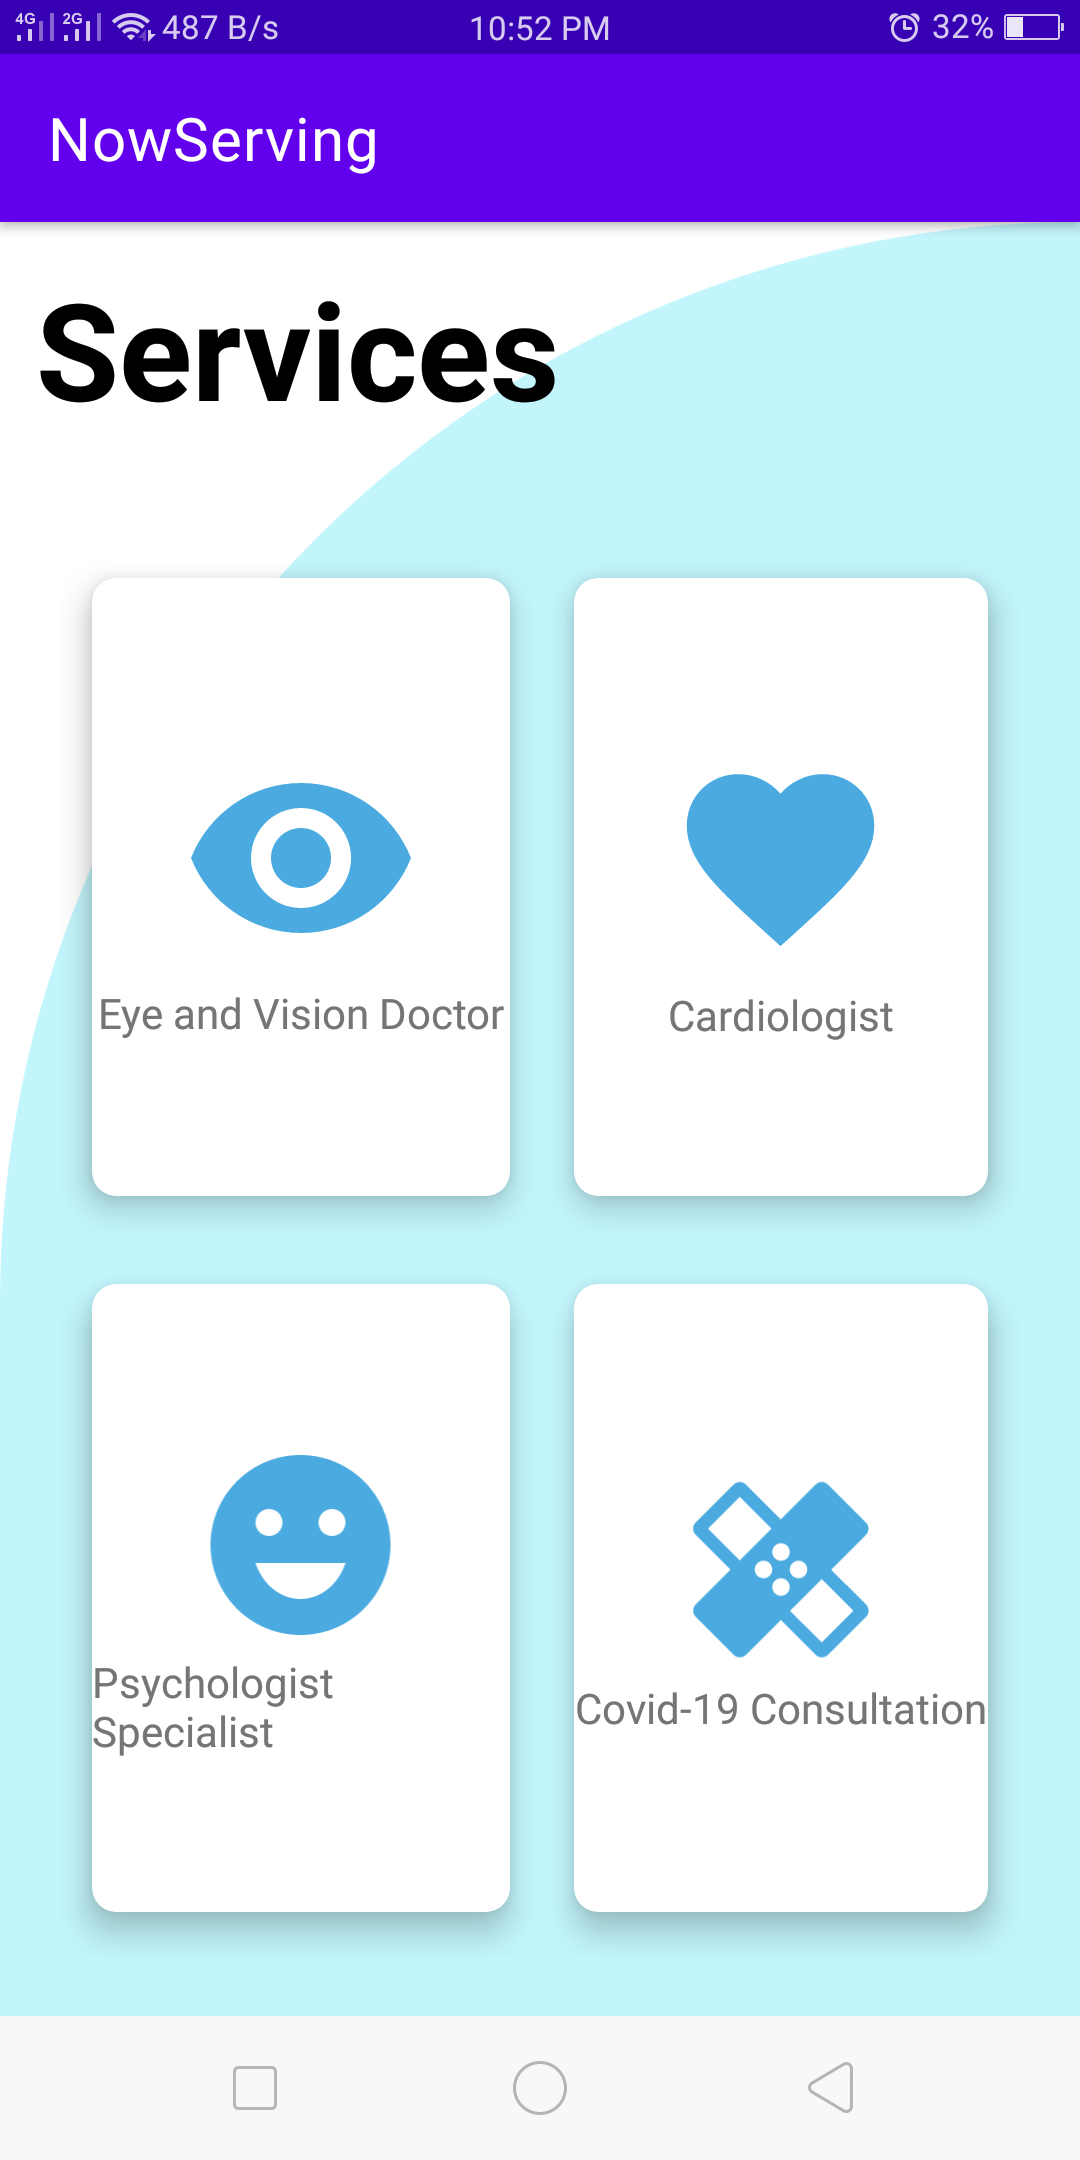 4G 2G 487 B/s 10:52 PM 32%
NowServing
Services
Eye and Vision Doctor
Cardiologist
Psychologist
Specialist
Covid-19 Consultation